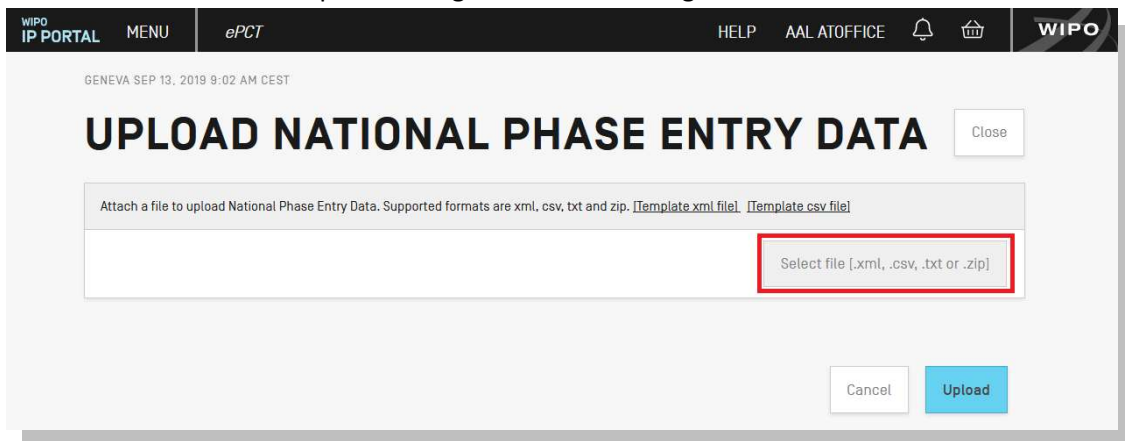 WIPO
IP PORTAL MENU ePCT HELP AAL ATOFFICE WIPO
GENEVA SEP 13, 2019 9:02 AM CEST
UPLOAD NATIONAL PHASE ENTRY DATA Close
Attach a file to upload National Phase Entry Data. Supported formats are xml, csv, txt and zip. [Template xml file] [Template csv file]
Select file [.xml, .csv, .txt or .zip]
Cancel Upload